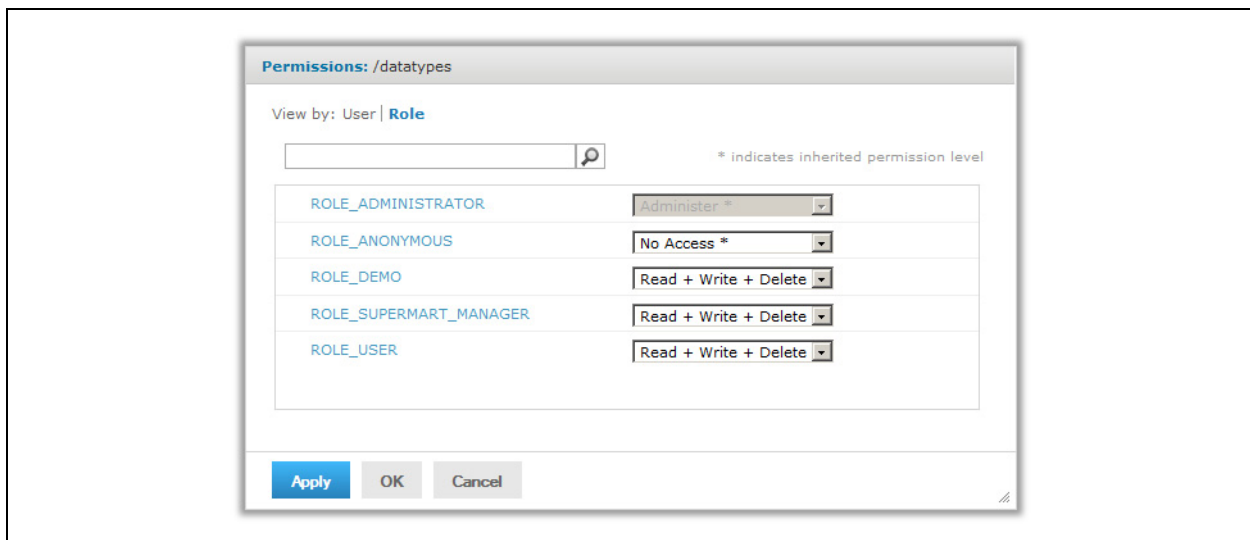 Permissions: /datatypes
View by: User | Role
* indicates inherited permission level
ROLE_ADMINISTRATOR Administer *
ROLE_ANONYMOUS No Access *
ROLE_DEMO Read + Write + Delete
ROLE_SUPERMART_MANAGER Read + Write + Delete
ROLE_USER Read + Write + Delete
Apply OK Cancel